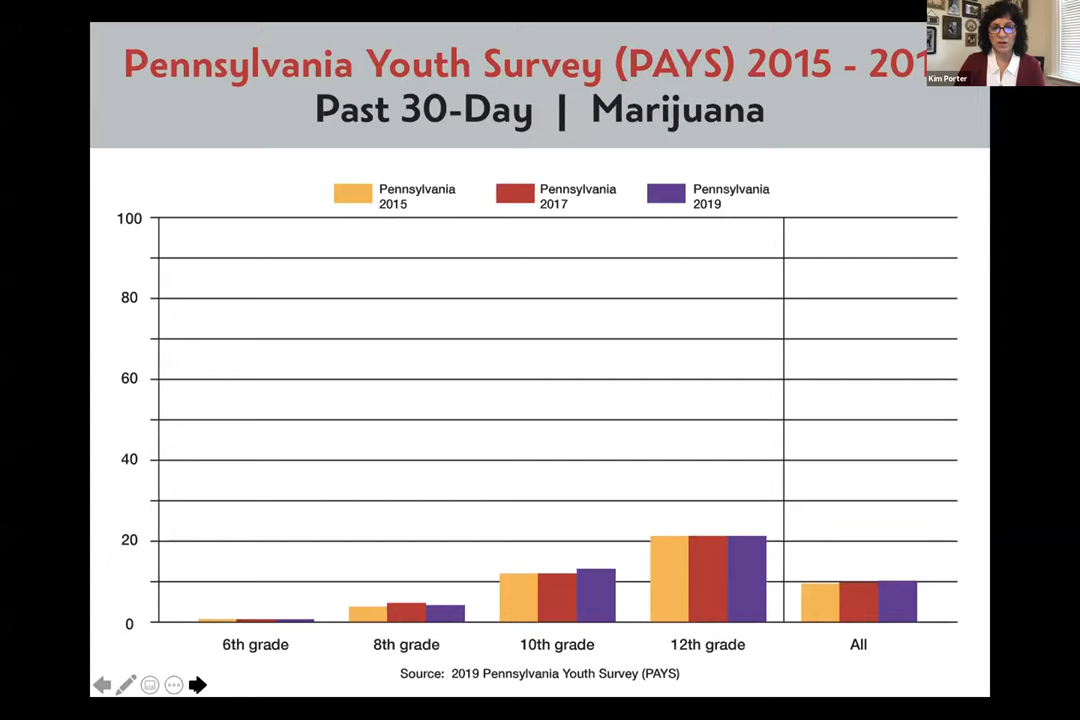 Pennsylvania Youth Survey (PAYS) 2015 - 201
Past 30-Day | Marijuana
Kim Porter
Pennsylvania 2015
Pennsylvania 2017
Pennsylvania 2019
100
80
60
40
20
0
6th grade
8th grade
10th grade
12th grade
All
Source: 2019 Pennsylvania Youth Survey (PAYS)